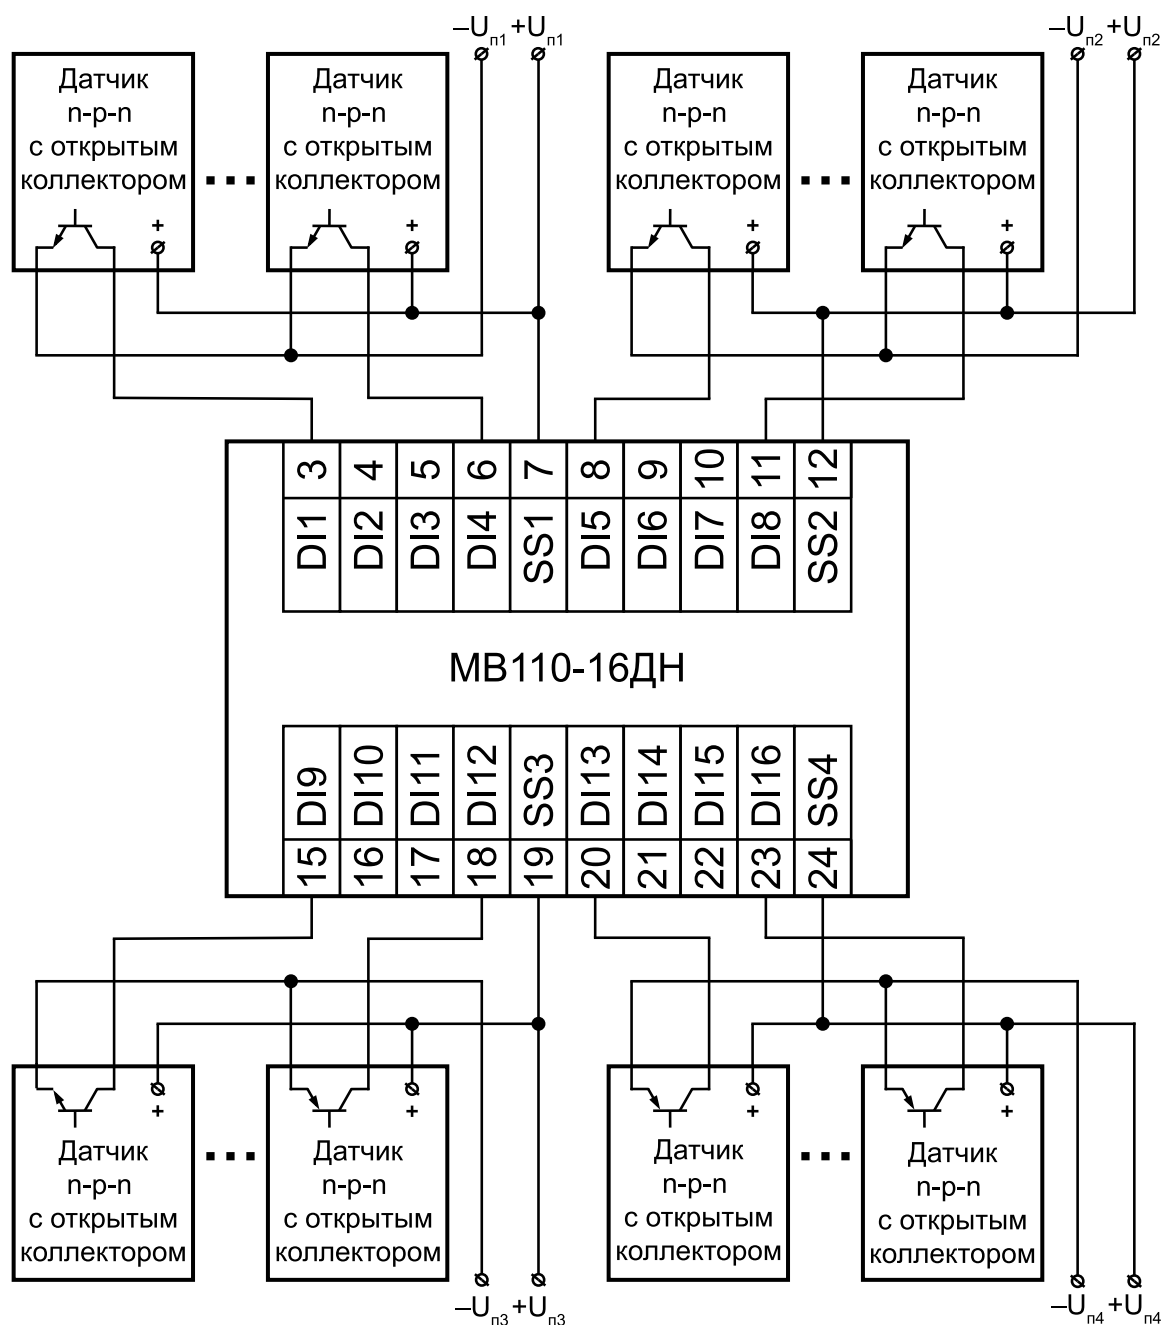 –Uп1 +Uп1
–Uп2 +Uп2
Датчик
n-p-n
с открытым
коллектором
+
...
Датчик
n-p-n
с открытым
коллектором
+
Датчик
n-p-n
с открытым
коллектором
+
...
Датчик
n-p-n
с открытым
коллектором
+
3 4 5 6 7 8 9 10 11 12
DI1 DI2 DI3 DI4 SS1 DI5 DI6 DI7 DI8 SS2
МВ110-16ДН
DI9 DI10 DI11 DI12 SS3 DI13 DI14 DI15 DI16 SS4
15 16 17 18 19 20 21 22 23 24
+
Датчик
n-p-n
с открытым
коллектором
...
+
Датчик
n-p-n
с открытым
коллектором
+
Датчик
n-p-n
с открытым
коллектором
...
+
Датчик
n-p-n
с открытым
коллектором
–Uп3 +Uп3
–Uп4 +Uп4